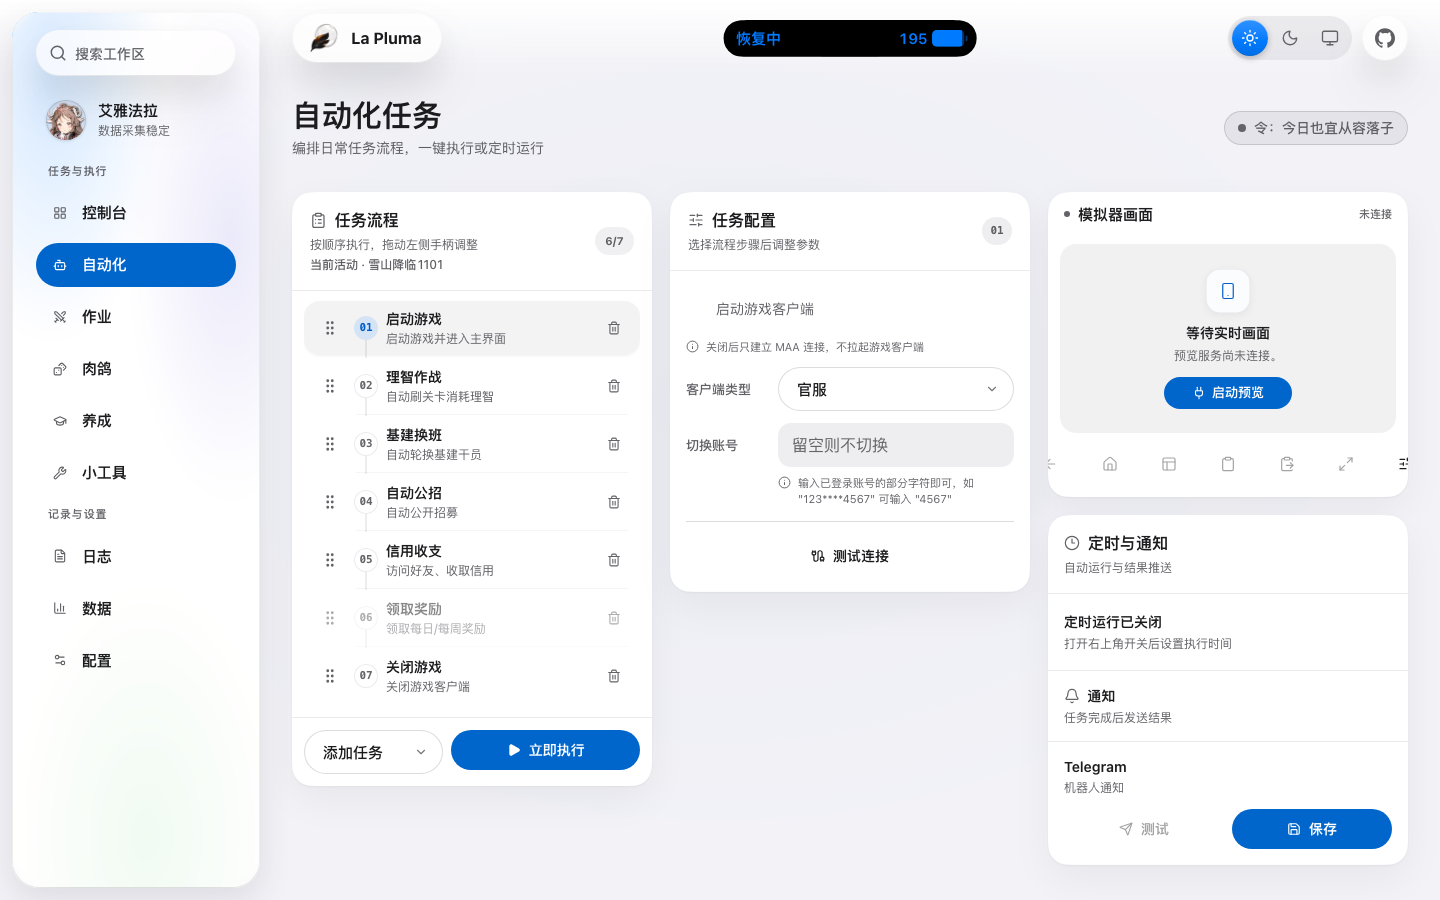 搜索工作区
艾雅法拉
数据采集稳定
任务与执行
控制台
自动化
作业
肉鸽
养成
小工具
记录与设置
日志
数据
配置
La Pluma
恢复中
195
自动化任务
编排日常任务流程，一键执行或定时运行
令：今日也宜从容落子
任务流程
按顺序执行，拖动左侧手柄调整
当前活动 · 雪山降临1101
6/7
01
启动游戏
启动游戏并进入主界面
02
理智作战
自动刷关卡消耗理智
03
基建换班
自动轮换基建干员
04
自动公招
自动公开招募
05
信用收支
访问好友、收取信用
06
领取奖励
领取每日/每周奖励
07
关闭游戏
关闭游戏客户端
添加任务
立即执行
任务配置
选择流程步骤后调整参数
01
启动游戏客户端
关闭后只建立 MAA 连接，不拉起游戏客户端
客户端类型
官服
切换账号
留空则不切换
输入已登录账号的部分字符即可，如
"123****4567" 可输入 "4567"
测试连接
模拟器画面
未连接
等待实时画面
预览服务尚未连接。
启动预览
定时与通知
自动运行与结果推送
定时运行已关闭
打开右上角开关后设置执行时间
通知
任务完成后发送结果
Telegram
机器人通知
测试
保存